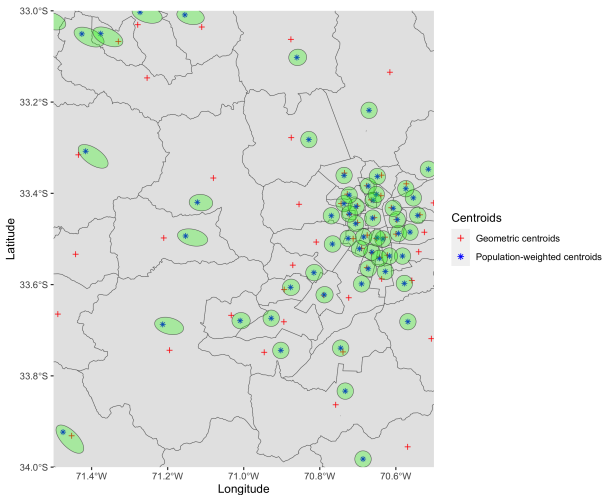 33.0°S
33.2°S
33.4°S
33.6°S
33.8°S
34.0°S
Latitude
71.4°W 71.2°W 71.0°W 70.8°W 70.6°W
Longitude
Centroids
Geometric centroids
Population-weighted centroids